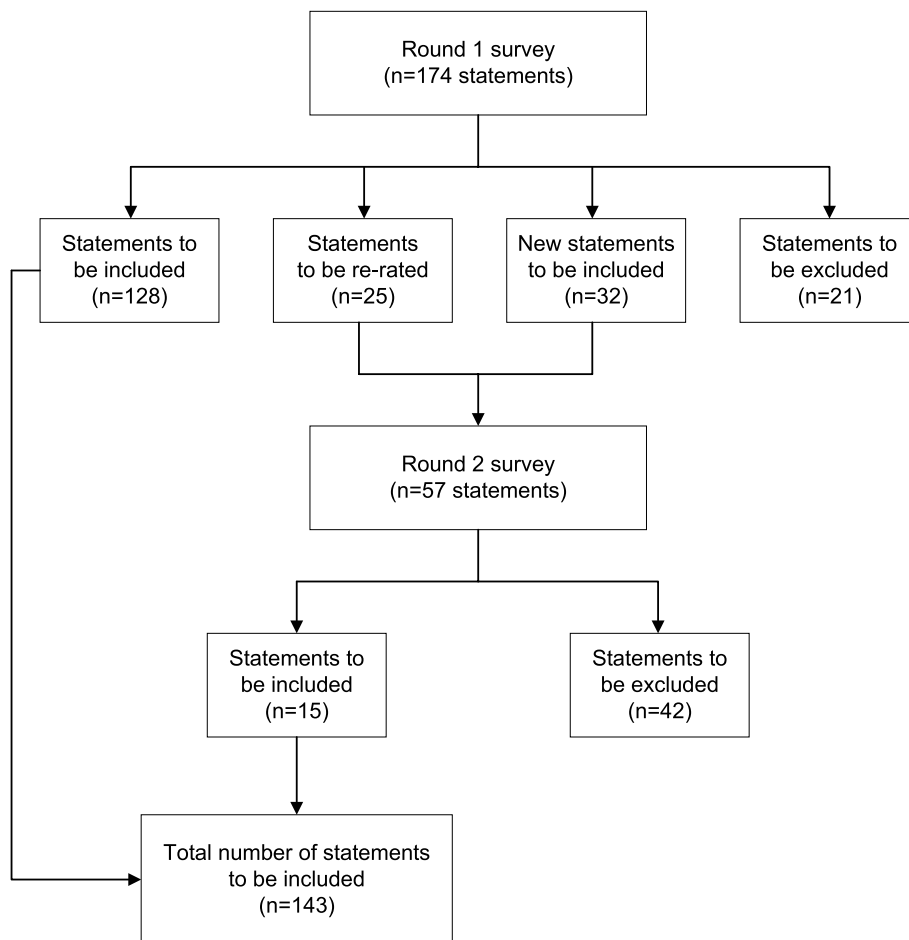 Round 1 survey
(n=174 statements)
Statements to
be included
(n=128)
Statements
to be re-rated
(n=25)
New statements
to be included
(n=32)
Statements to
be excluded
(n=21)
Round 2 survey
(n=57 statements)
Statements to
be included
(n=15)
Statements to
be excluded
(n=42)
Total number of statements
to be included
(n=143)